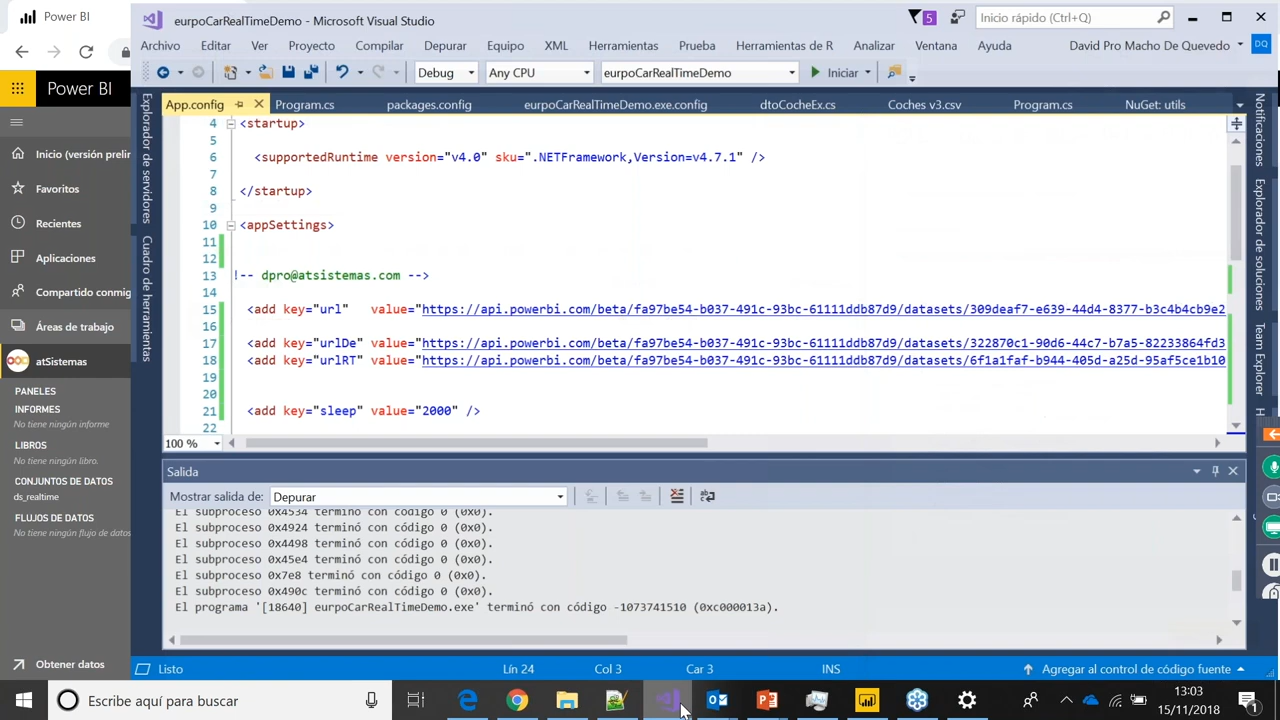 Power BI
eurpoCarRealTimeDemo - Microsoft Visual Studio
5
Inicio rápido (Ctrl+Q)
Archivo Editar Ver Proyecto Compilar Depurar Equipo XML Herramientas Prueba Herramientas de R Analizar Ventana Ayuda
David Pro Macho De Quevedo
DQ
Debug
Any CPU
eurpoCarRealTimeDemo
Iniciar
Power BI
Inicio (versión prelir
Favoritos
Recientes
Aplicaciones
Compartido conmig
Áreas de trabajo
atSistemas
PANELES
INFORMES
No tiene ningún informe
LIBROS
No tiene ningún libro.
CONJUNTOS DE DATOS
ds_realtime
FLUJOS DE DATOS
No tiene ningún flujo de datos
Obtener datos
Explorador de servidores
Cuadro de herramientas
App.config
Program.cs
packages.config
eurpoCarRealTimeDemo.exe.config
dtoCocheEx.cs
Coches v3.csv
Program.cs
NuGet: utils
4 <startup>
5
6 <supportedRuntime version="v4.0" sku=".NETFramework,Version=v4.7.1" />
7
8 </startup>
9
10 <appSettings>
11
12
13 !-- dpro@atsistemas.com -->
14
15 <add key="url" value="https://api.powerbi.com/beta/fa97be54-b037-491c-93bc-61111ddb87d9/datasets/309deaf7-e639-44d4-8377-b3c4b4cb9e2
16
17 <add key="urlDe" value="https://api.powerbi.com/beta/fa97be54-b037-491c-93bc-61111ddb87d9/datasets/322870c1-90d6-44c7-b7a5-82233864fd3
18 <add key="urlRT" value="https://api.powerbi.com/beta/fa97be54-b037-491c-93bc-61111ddb87d9/datasets/6f1a1faf-b944-405d-a25d-95af5ce1b10
19
20
21 <add key="sleep" value="2000" />
22
100 %
Notificaciones
Explorador de soluciones
Team Explorer
H
Salida
Mostrar salida de: Depurar
El subproceso 0x4534 terminó con código 0 (0x0).
El subproceso 0x4924 terminó con código 0 (0x0).
El subproceso 0x4498 terminó con código 0 (0x0).
El subproceso 0x45e4 terminó con código 0 (0x0).
El subproceso 0x7e8 terminó con código 0 (0x0).
El subproceso 0x490c terminó con código 0 (0x0).
El programa '[18640] eurpoCarRealTimeDemo.exe' terminó con código -1073741510 (0xc000013a).
Listo
Lín 24
Col 3
Car 3
INS
Agregar al control de código fuente
Escribe aquí para buscar
13:03
15/11/2018
1